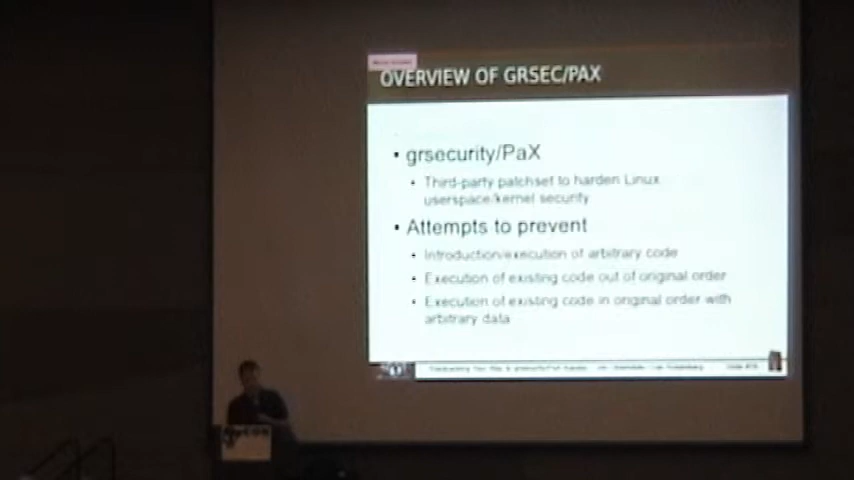 OVERVIEW OF GRSEC/PAX
• grsecurity/PaX
• Third-party patchset to harden Linux
userspace/kernel security
• Attempts to prevent
• Introduction/execution of arbitrary code
• Execution of existing code out of original order
• Execution of existing code in original order with
arbitrary data